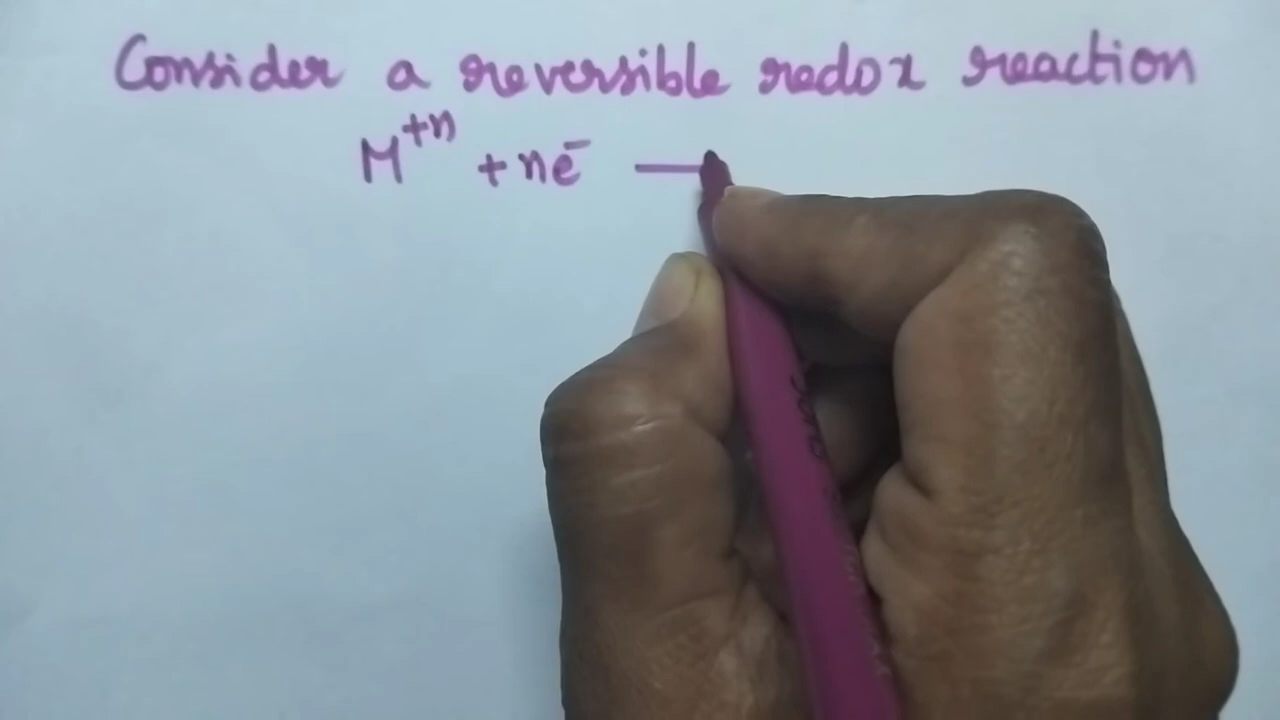 Consider a reversible redox reaction
M⁺ⁿ + ne⁻ —